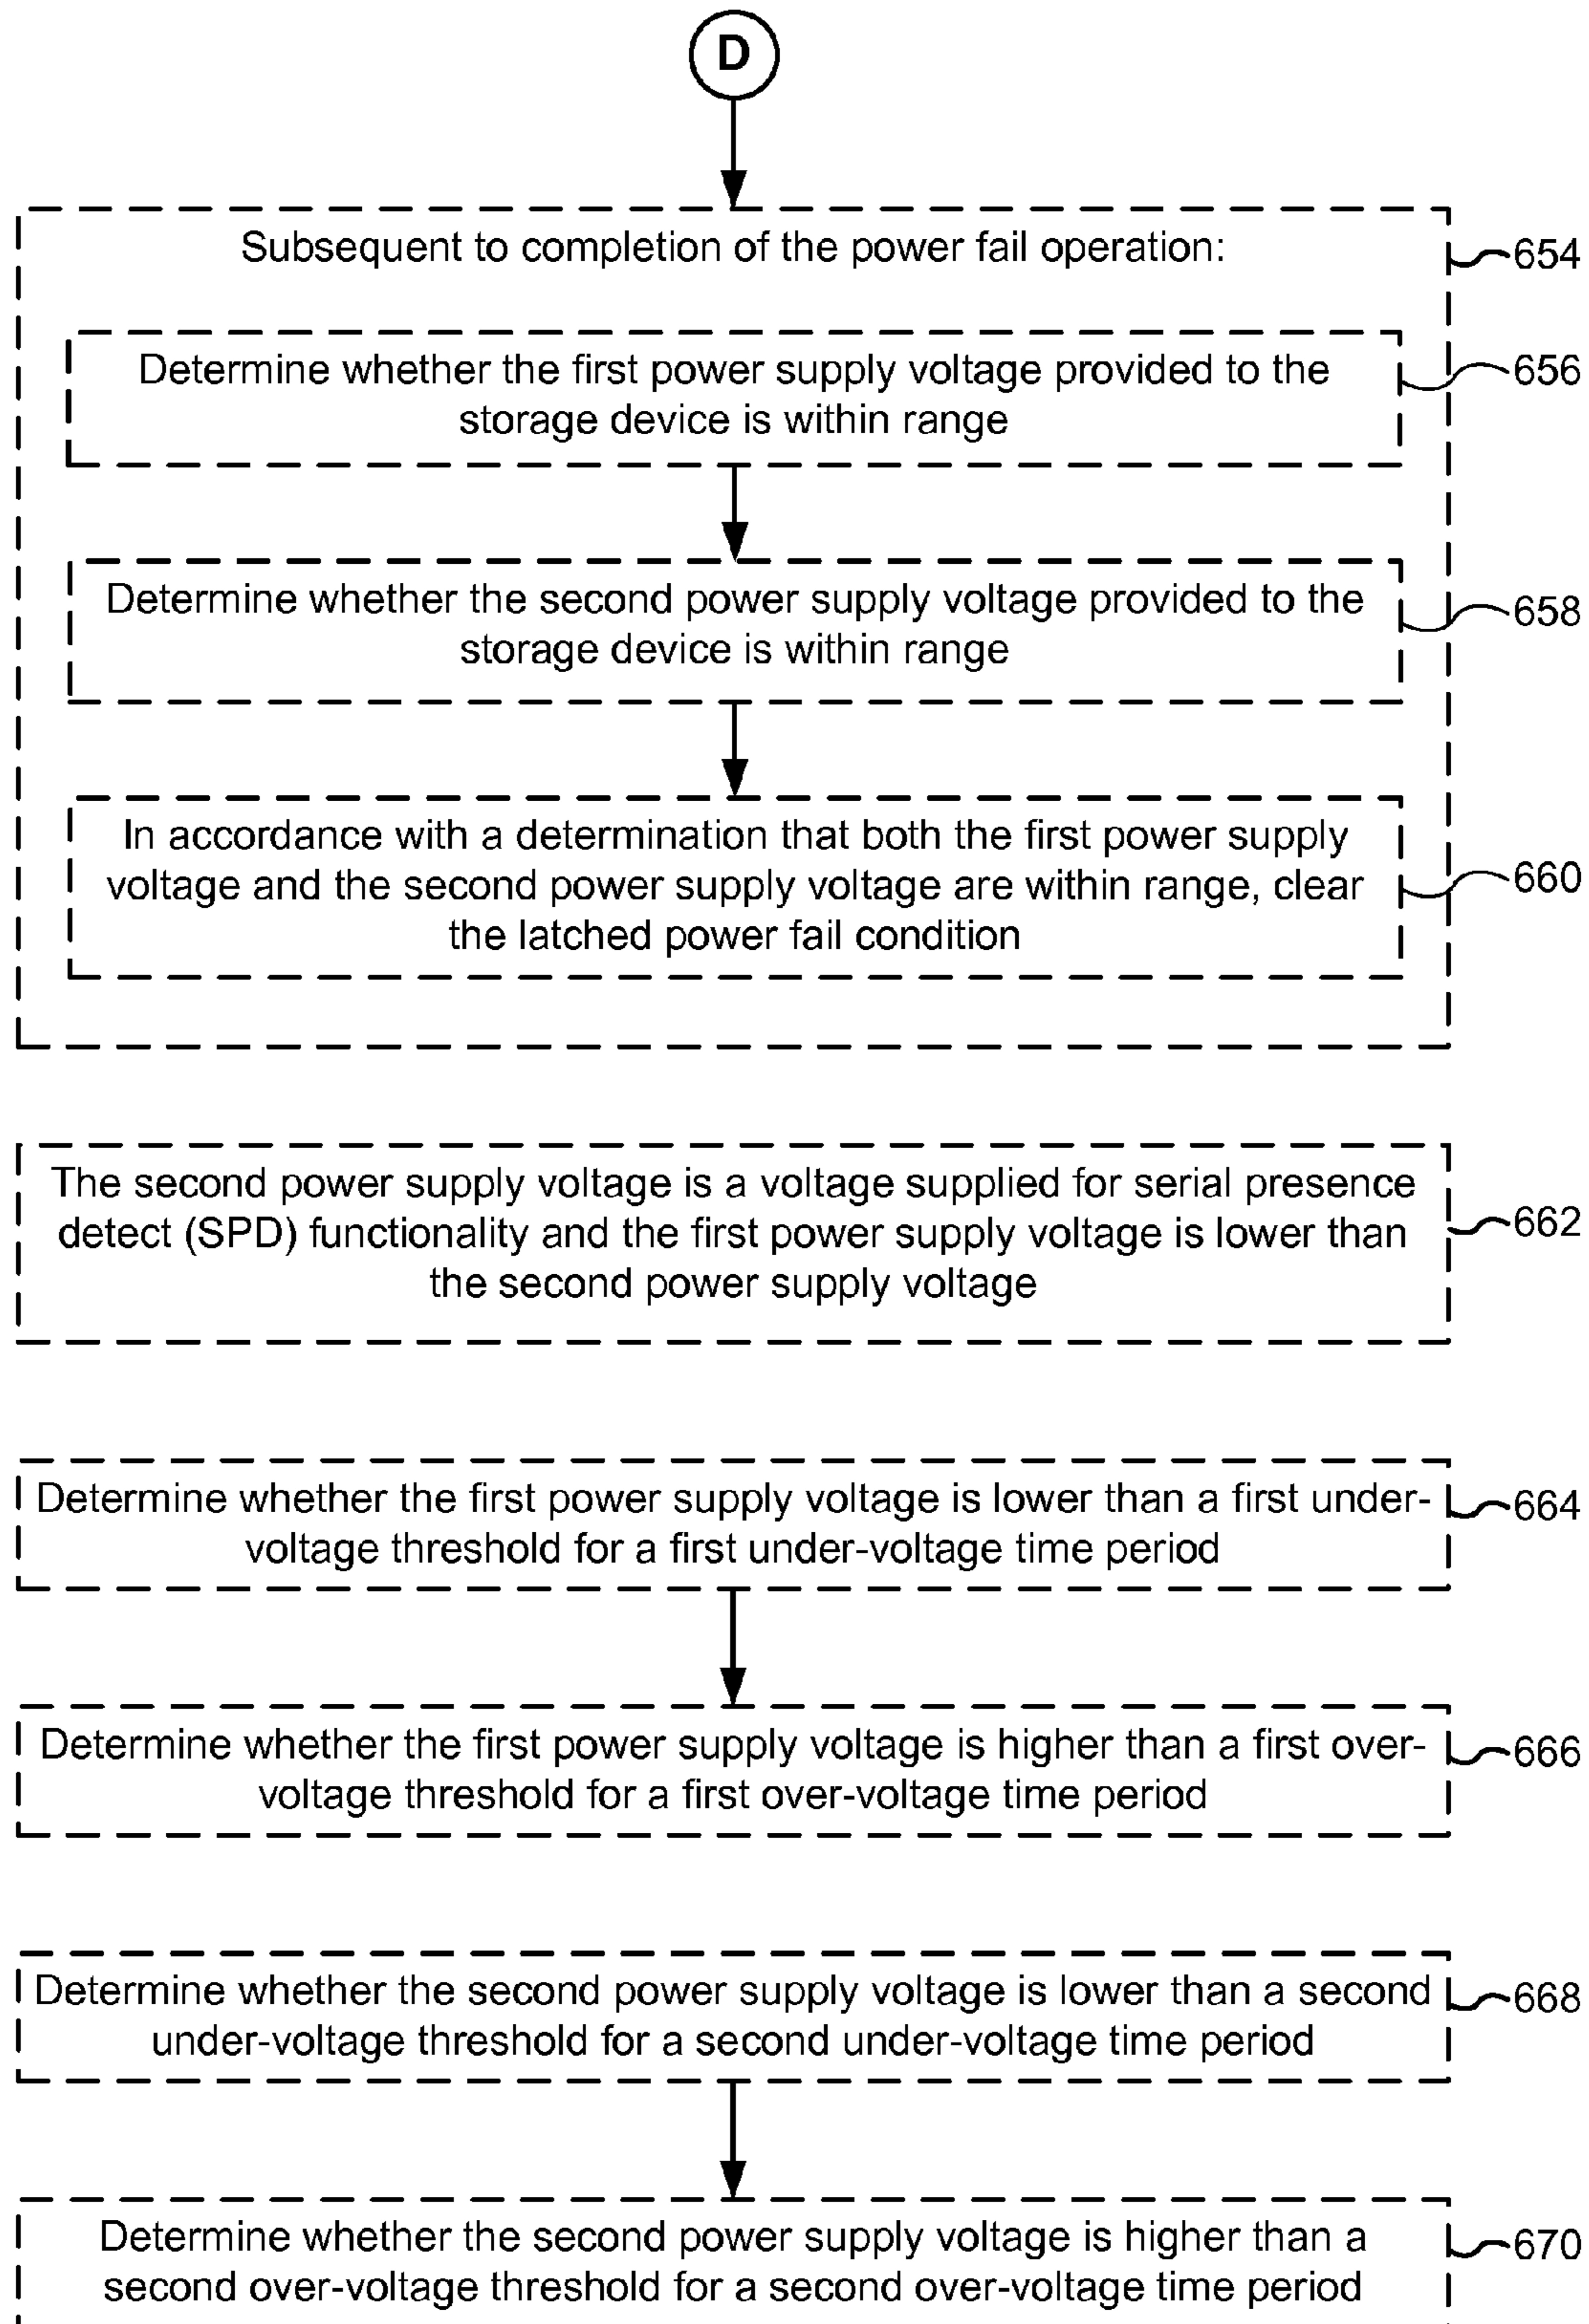 D
Subsequent to completion of the power fail operation:
654
Determine whether the first power supply voltage provided to the
storage device is within range
656
Determine whether the second power supply voltage provided to the
storage device is within range
658
In accordance with a determination that both the first power supply
voltage and the second power supply voltage are within range, clear
the latched power fail condition
660
The second power supply voltage is a voltage supplied for serial presence
detect (SPD) functionality and the first power supply voltage is lower than
the second power supply voltage
662
Determine whether the first power supply voltage is lower than a first under-
voltage threshold for a first under-voltage time period
664
Determine whether the first power supply voltage is higher than a first over-
voltage threshold for a first over-voltage time period
666
Determine whether the second power supply voltage is lower than a second
under-voltage threshold for a second under-voltage time period
668
Determine whether the second power supply voltage is higher than a
second over-voltage threshold for a second over-voltage time period
670